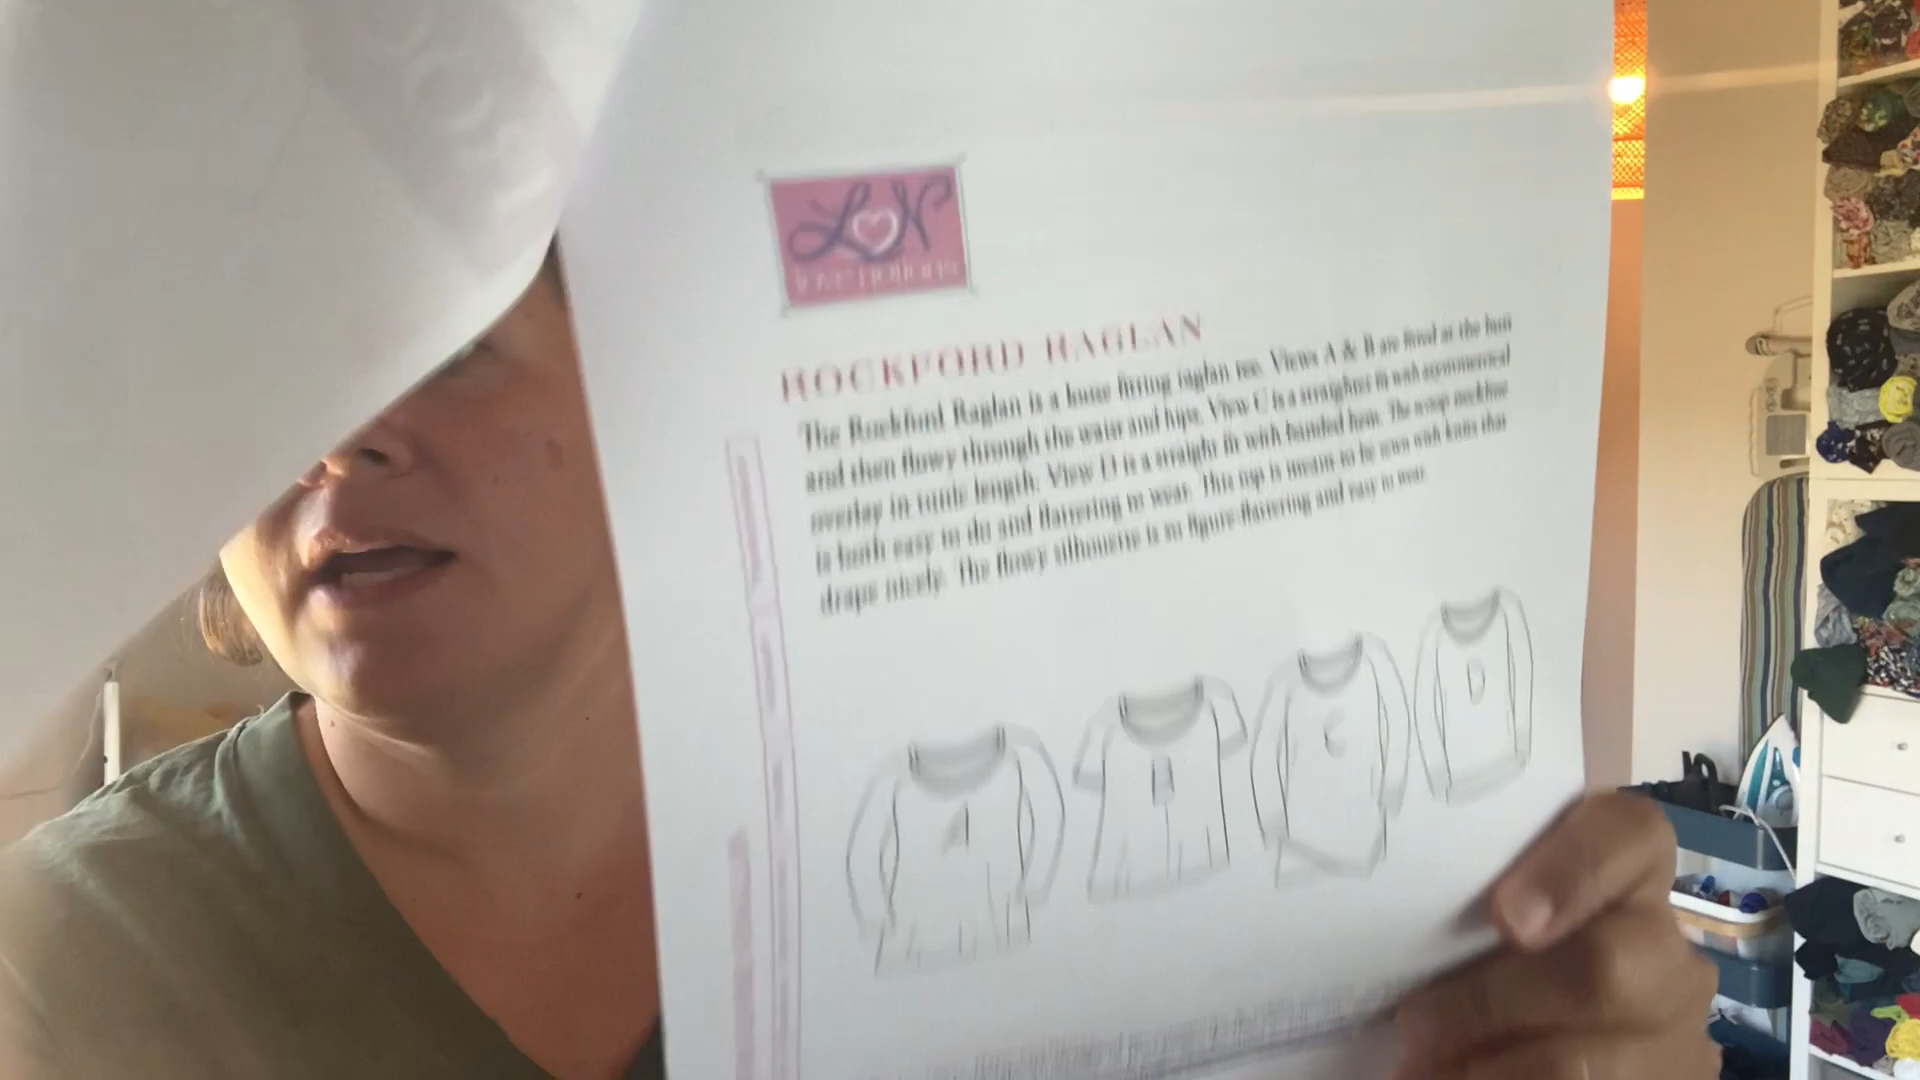 LN
love notions
ROCKFORD RAGLAN
The Rockford Raglan is a loose fitting raglan tee. Views A & B are fitted at the bust
and then flowy through the waist and hips. View C is a straighter fit with asymmetrical
overlay in tunic length. View D is a straight fit with banded hem. The scoop neckline
is both easy to do and flattering to wear. This top is meant to be sewn with knits that
drape nicely. The flowy silhouette is so figure-flattering and easy to wear.
A B C D